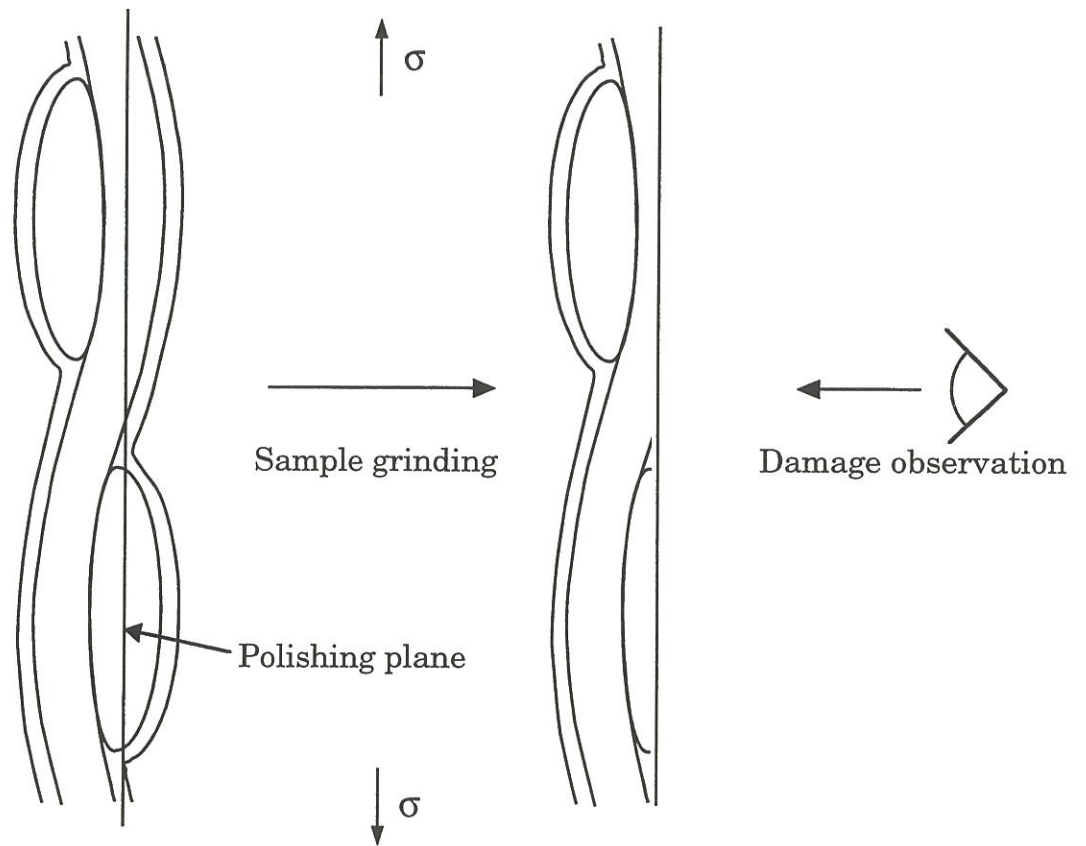 σ
Sample grinding
Damage observation
Polishing plane
σ